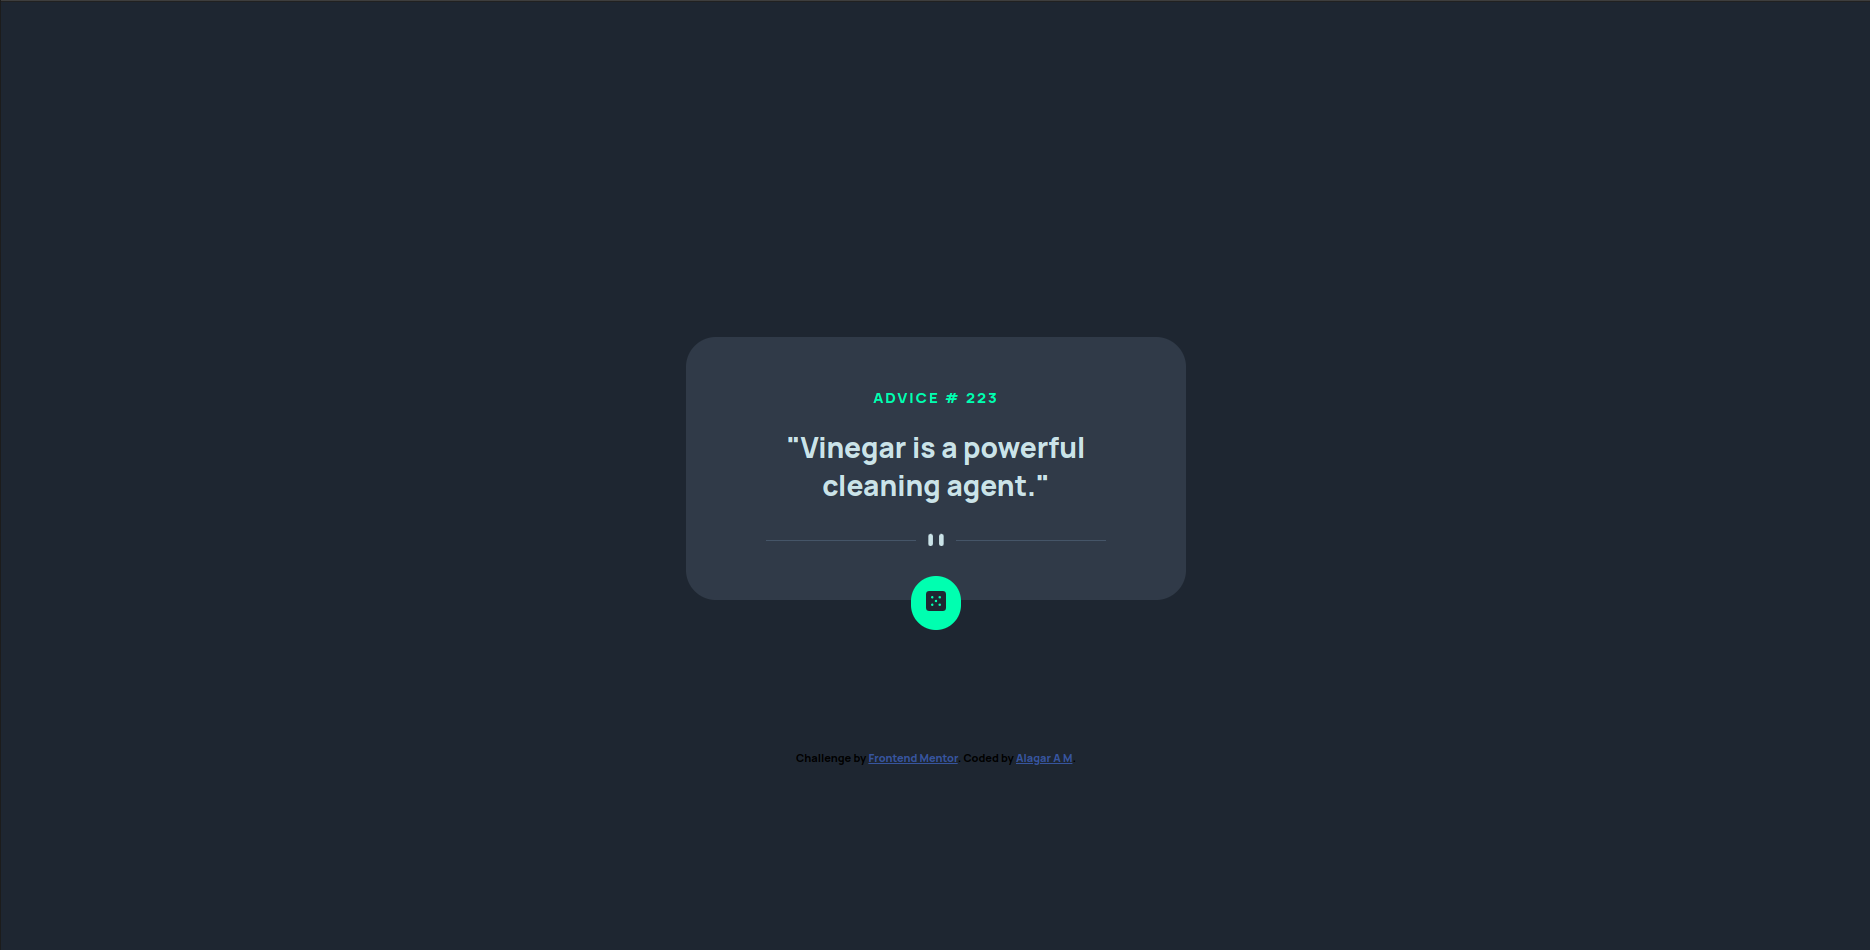 ADVICE # 223
"Vinegar is a powerful
cleaning agent."
Challenge by Frontend Mentor. Coded by Alagar A M.